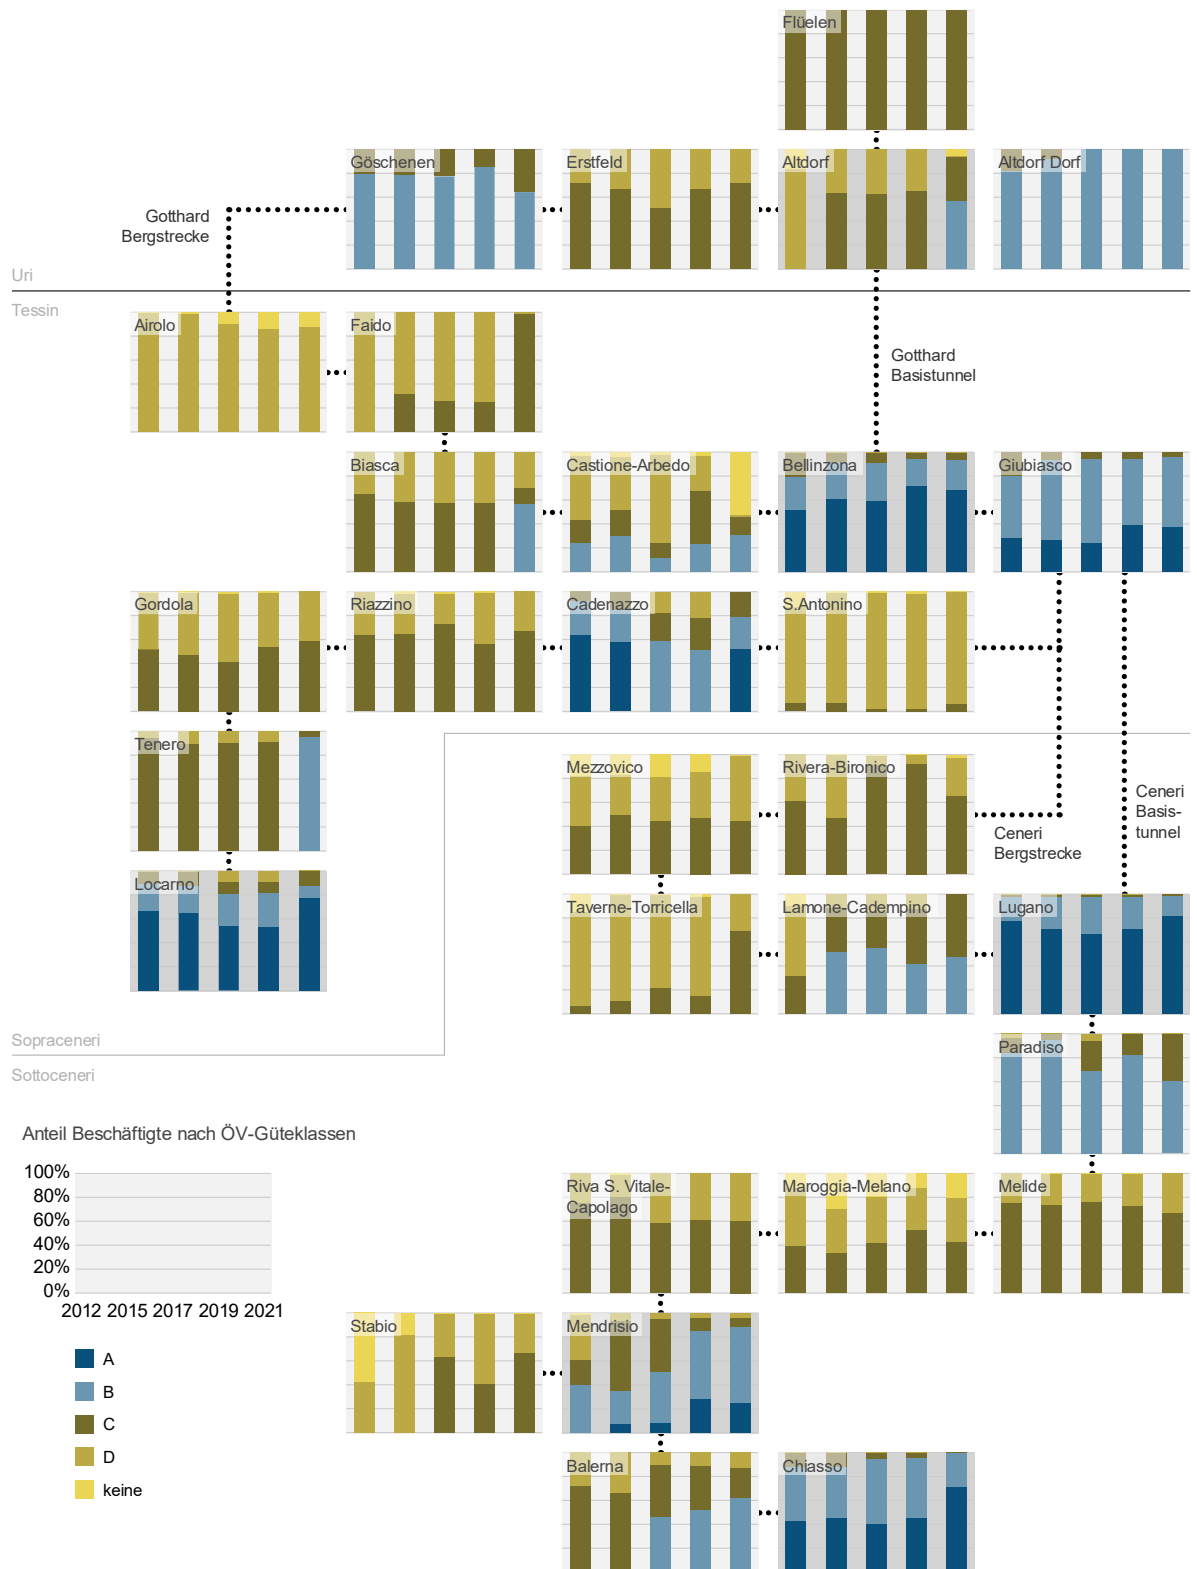 Flüelen
Göschenen
Erstfeld
Altdorf
Altdorf Dorf
Gotthard
Bergstrecke
Uri
Tessin
Airolo
Faido
Gotthard
Basistunnel
Biasca
Castione-Arbedo
Bellinzona
Giubiasco
Gordola
Riazzino
Cadenazzo
S.Antonino
Tenero
Mezzovico
Rivera-Bironico
Ceneri
Basis-
tunnel
Ceneri
Bergstrecke
Locarno
Taverne-Torricella
Lamone-Cadempino
Lugano
Sopraceneri
Sottoceneri
Paradiso
Anteil Beschäftigte nach ÖV-Güteklassen
100%
80%
60%
40%
20%
0%
2012 2015 2017 2019 2021
Riva S. Vitale-
Capolago
Maroggia-Melano
Melide
Stabio
Mendrisio
A
B
C
D
keine
Balerna
Chiasso